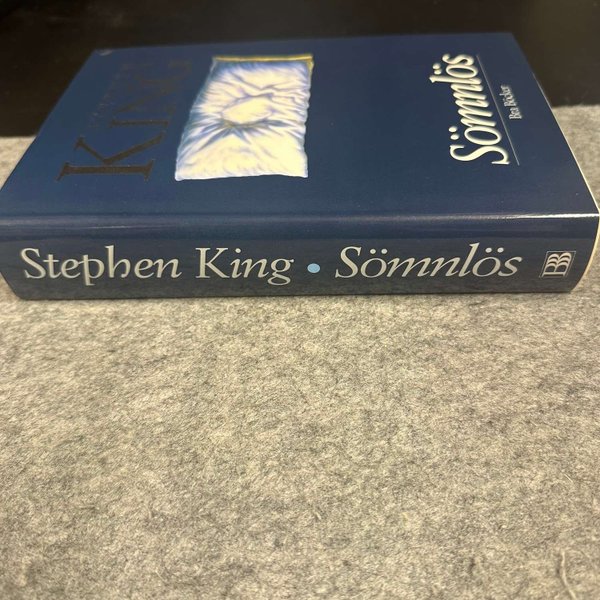 KING
Sömnlös
Bra Böcker
Stephen King • Sömnlös
BB